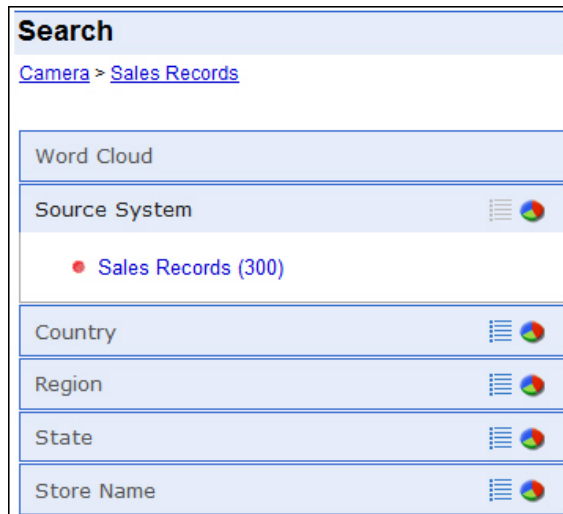 Search
Camera > Sales Records
Word Cloud
Source System
Sales Records (300)
Country
Region
State
Store Name